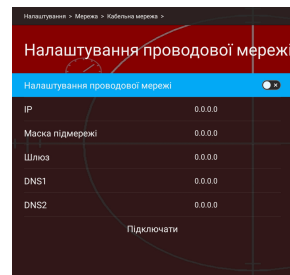 Налаштування > Мережа > Кабельна мережа >
Налаштування проводової мережі
Налаштування проводової мережі
IP 0.0.0.0
Маска підмережі 0.0.0.0
Шлюз 0.0.0.0
DNS1 0.0.0.0
DNS2 0.0.0.0
Підключати